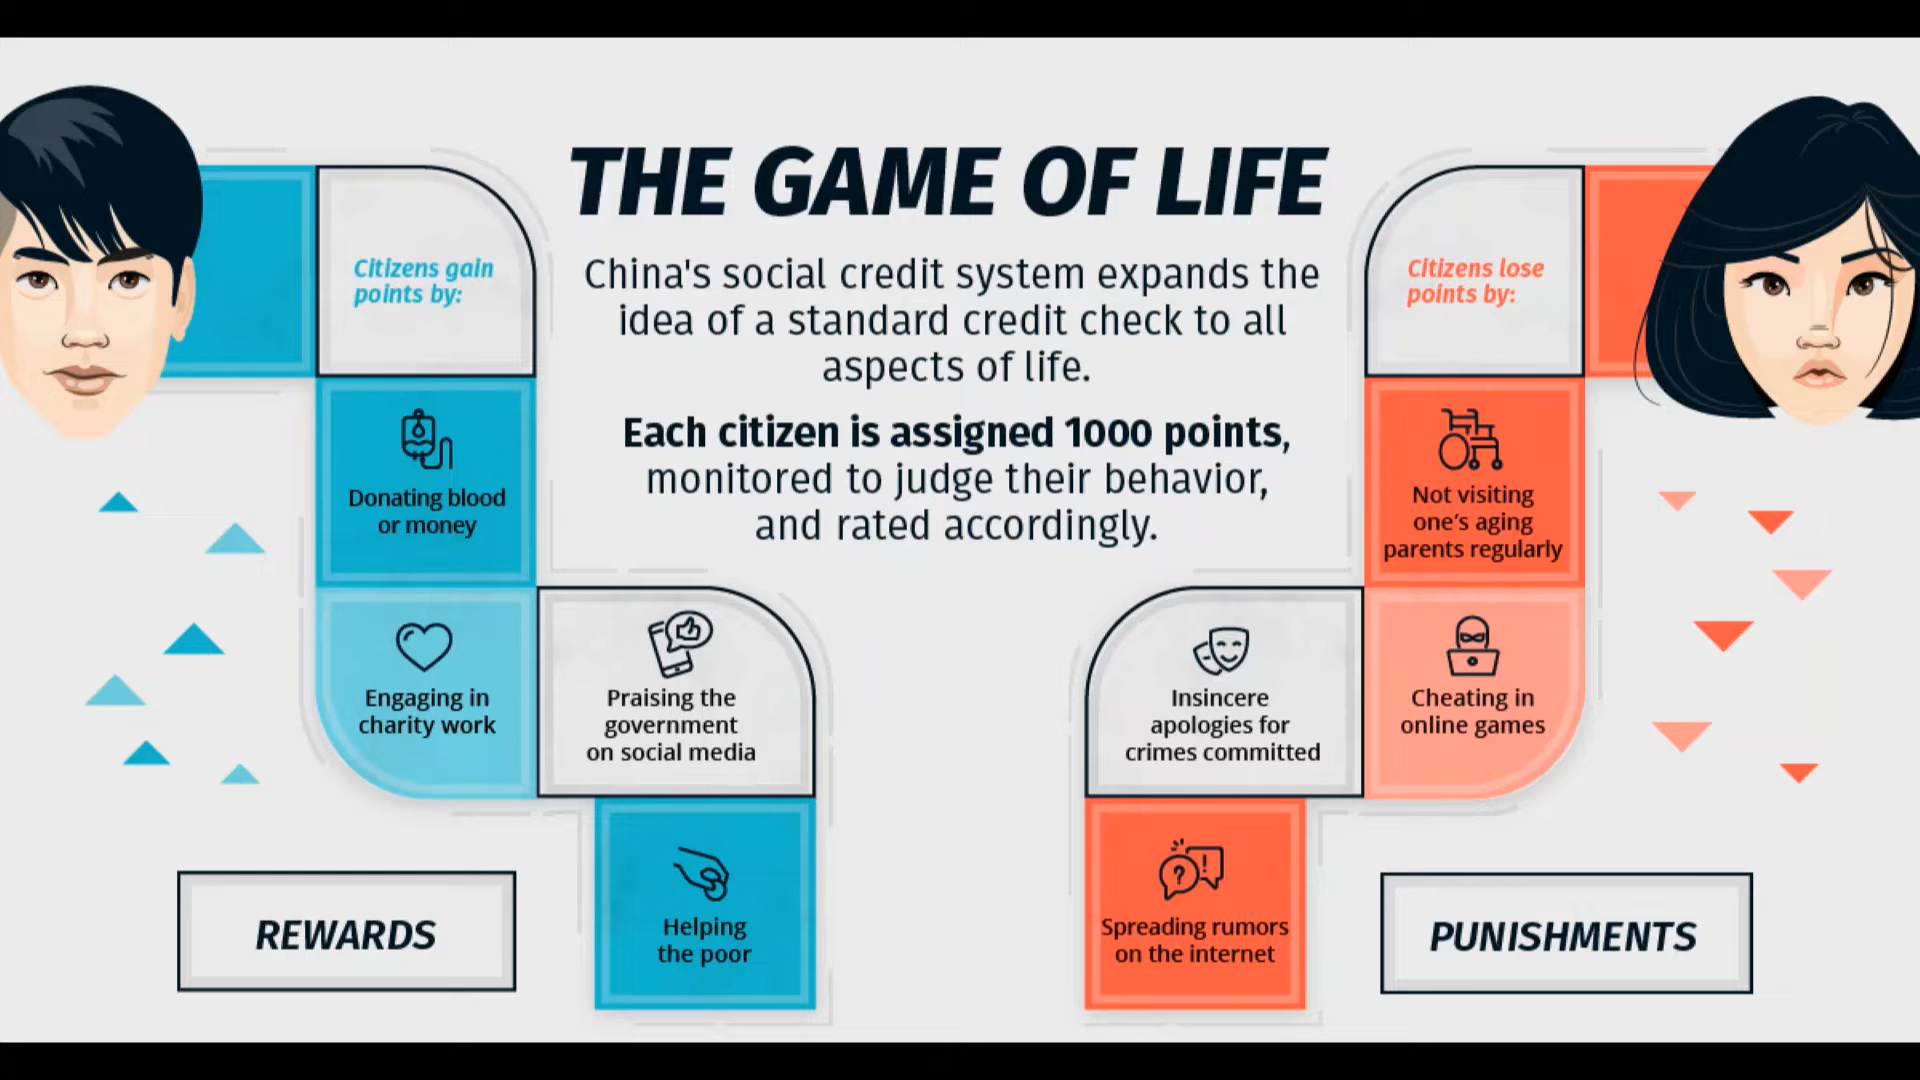 THE GAME OF LIFE
China's social credit system expands the
idea of a standard credit check to all
aspects of life.
Each citizen is assigned 1000 points,
monitored to judge their behavior,
and rated accordingly.
Citizens gain
points by:
Donating blood
or money
Engaging in
charity work
Praising the
government
on social media
Helping
the poor
REWARDS
Citizens lose
points by:
Not visiting
one's aging
parents regularly
Cheating in
online games
Insincere
apologies for
crimes committed
Spreading rumors
on the internet
PUNISHMENTS